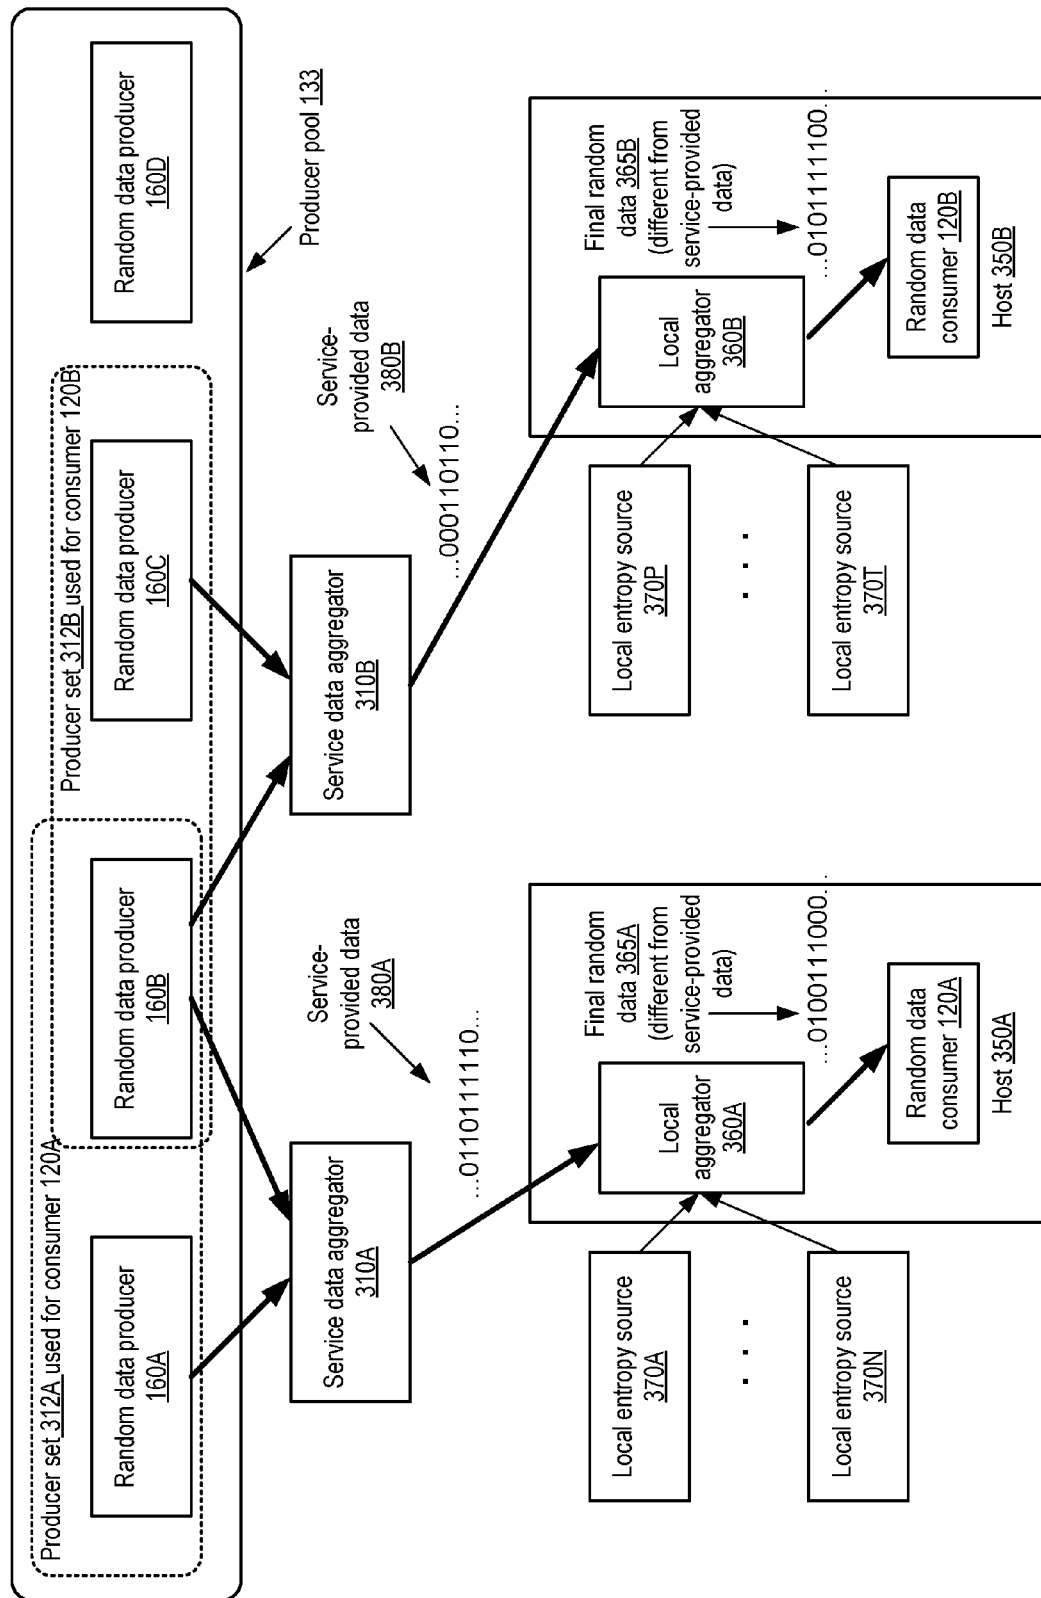 Producer set 312A used for consumer 120A
Producer set 312B used for consumer 120B
Random data producer
160A
Random data producer
160B
Random data producer
160C
Random data producer
160D
Producer pool 133
Service data aggregator
310A
Service data aggregator
310B
Service-
provided data
380A
...011011110...
Service-
provided data
380B
...000110110...
Local entropy source
370A
. . .
Local entropy source
370N
Local
aggregator
360A
Final random
data 365A
(different from
service-provided
data)
...0100111000...
Random data
consumer 120A
Host 350A
Local entropy source
370P
. . .
Local entropy source
370T
Local
aggregator
360B
Final random
data 365B
(different from
service-provided
data)
...01011111100...
Random data
consumer 120B
Host 350B